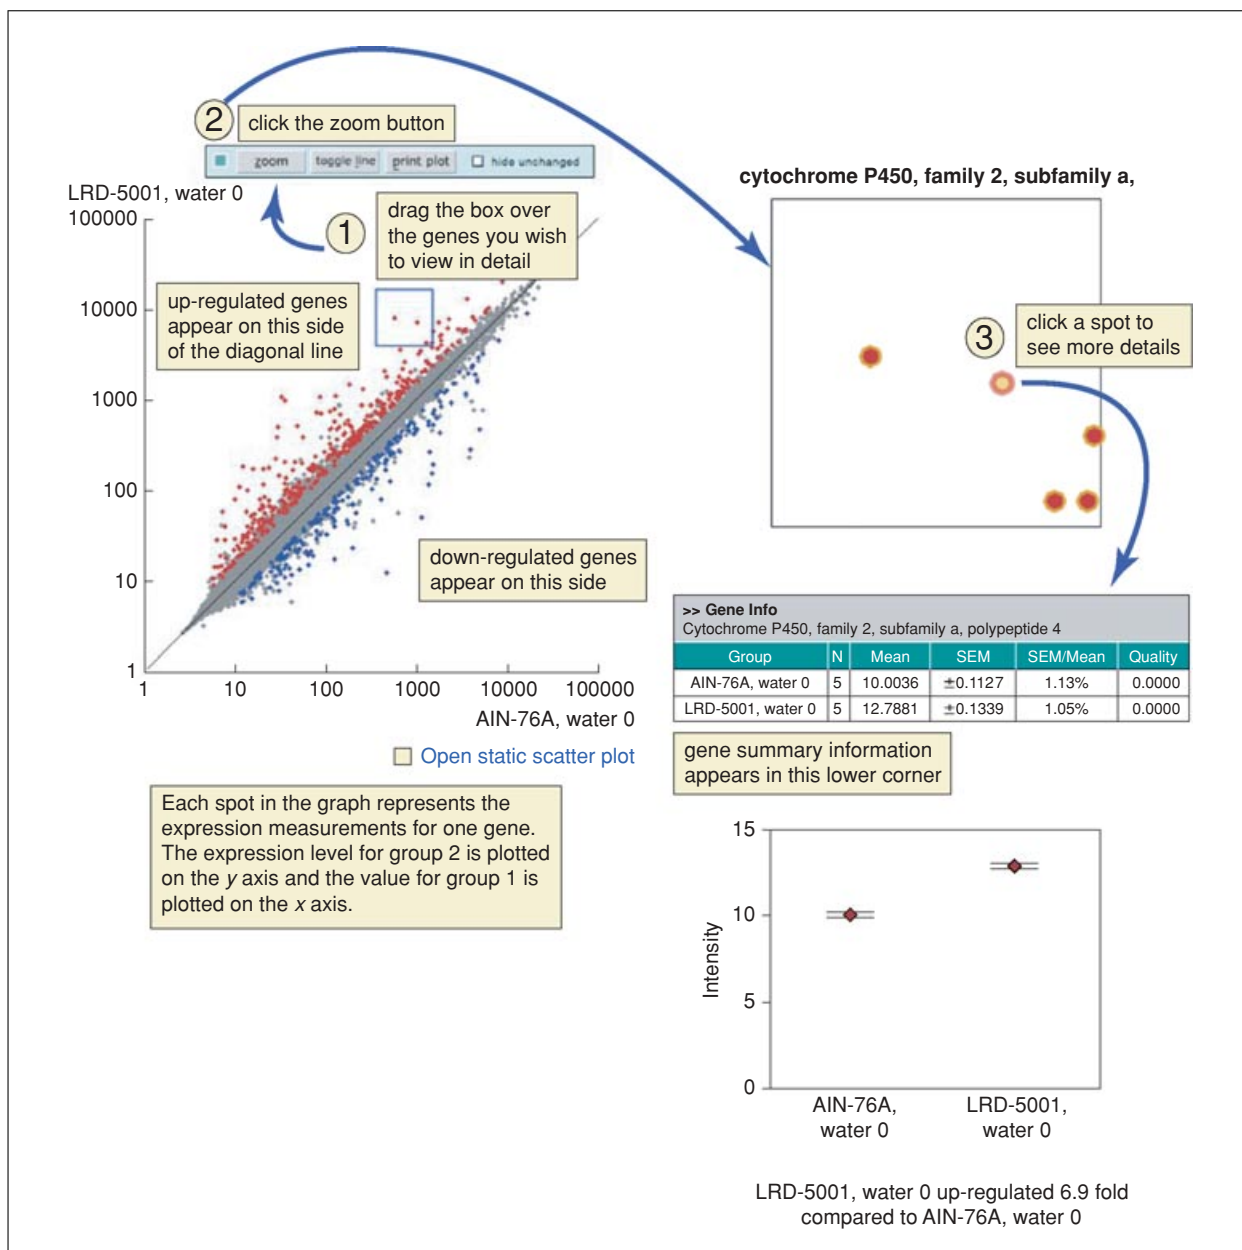 2
click the zoom button
zoom toggle line print plot hide unchanged
LRD-5001, water 0
100000
10000
1000
100
10
1
1
drag the box over
the genes you wish
to view in detail
up-regulated genes
appear on this side
of the diagonal line
down-regulated genes
appear on this side
1 10 100 1000 10000 100000
AIN-76A, water 0
Open static scatter plot
Each spot in the graph represents the
expression measurements for one gene.
The expression level for group 2 is plotted
on the y axis and the value for group 1 is
plotted on the x axis.
cytochrome P450, family 2, subfamily a,
3
click a spot to
see more details
>> Gene Info
Cytochrome P450, family 2, subfamily a, polypeptide 4
Group N Mean SEM SEM/Mean Quality
AIN-76A, water 0 5 10.0036 ±0.1127 1.13% 0.0000
LRD-5001, water 0 5 12.7881 ±0.1339 1.05% 0.0000
gene summary information
appears in this lower corner
15
10
5
0
Intensity
AIN-76A,
water 0
LRD-5001,
water 0
LRD-5001, water 0 up-regulated 6.9 fold
compared to AIN-76A, water 0